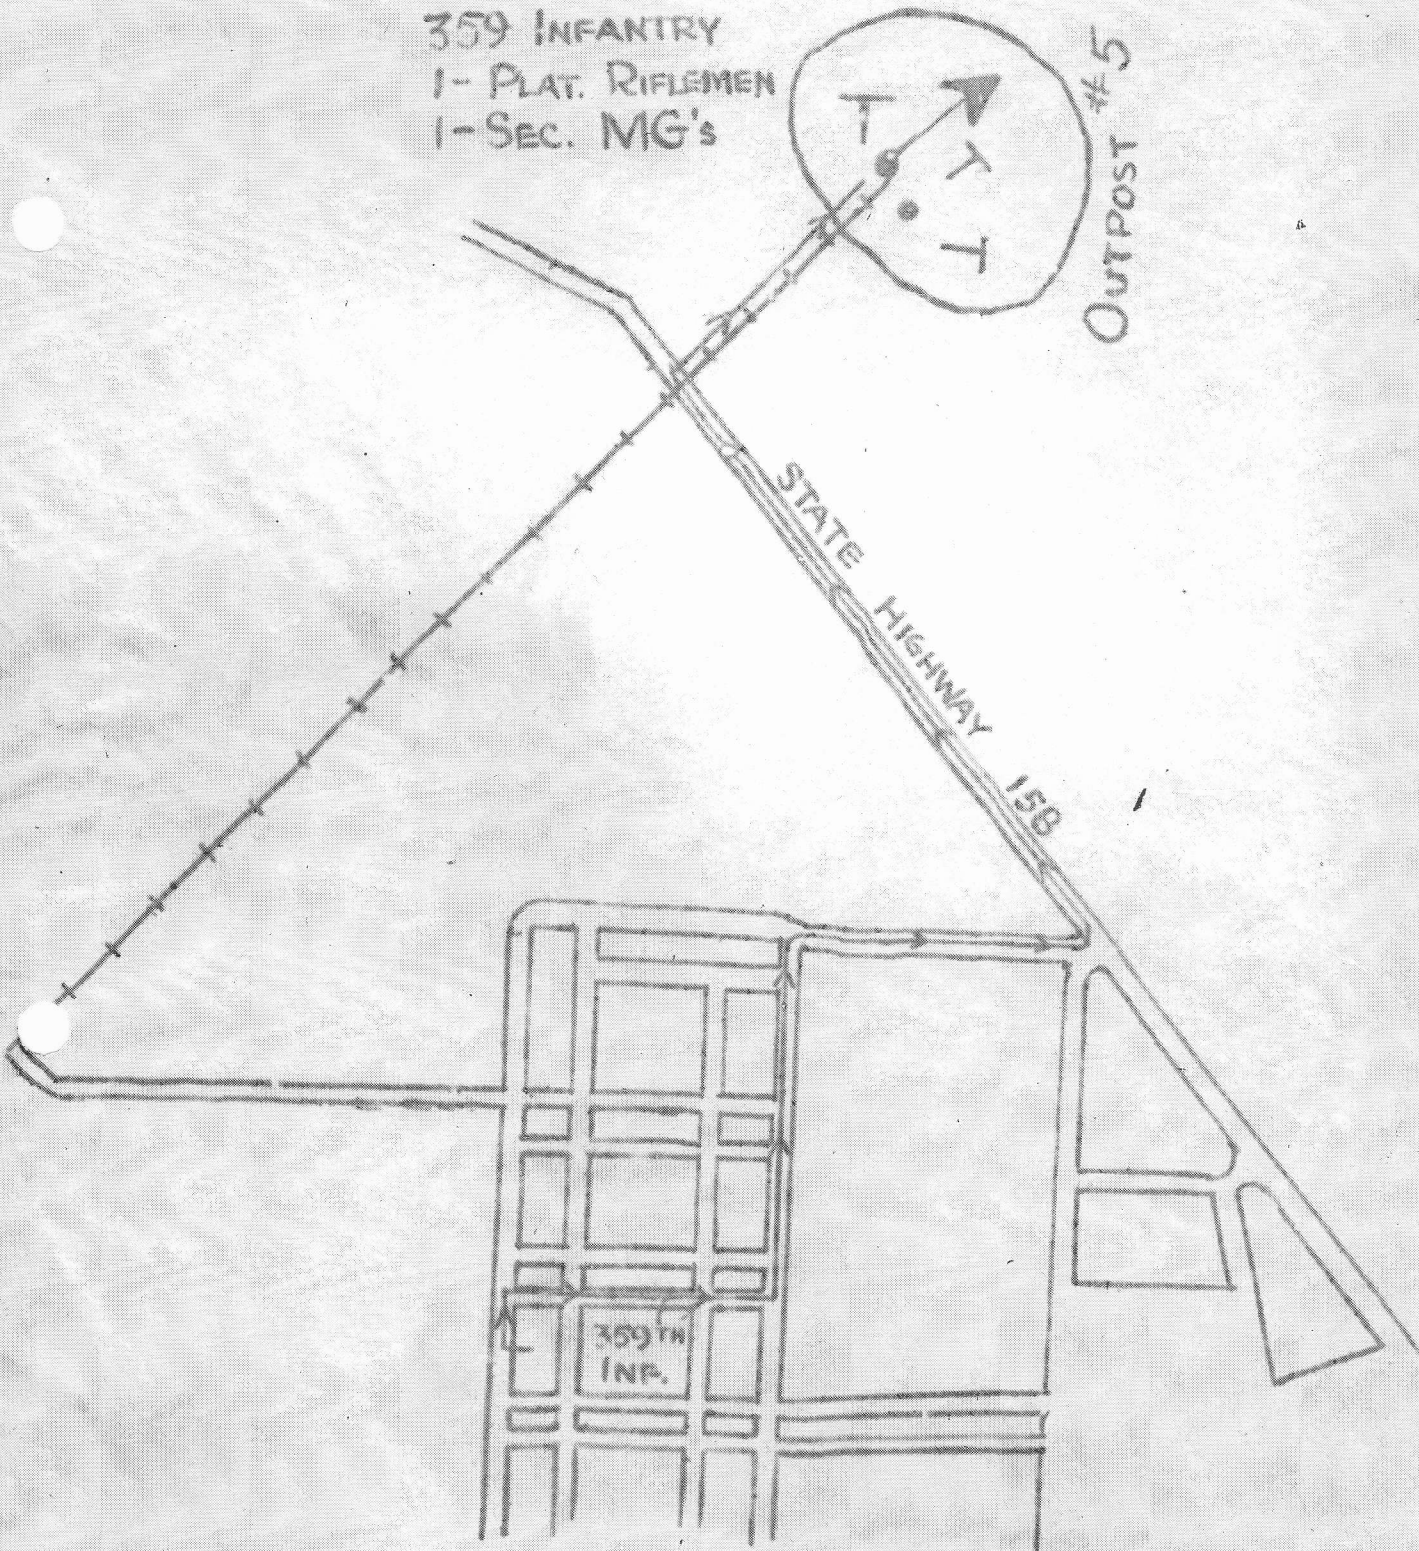 359 INFANTRY
1- PLAT. RIFLEMEN
1- SEC. MG's
OUTPOST #5
T
T
T
STATE HIGHWAY 158
359TH
INF.